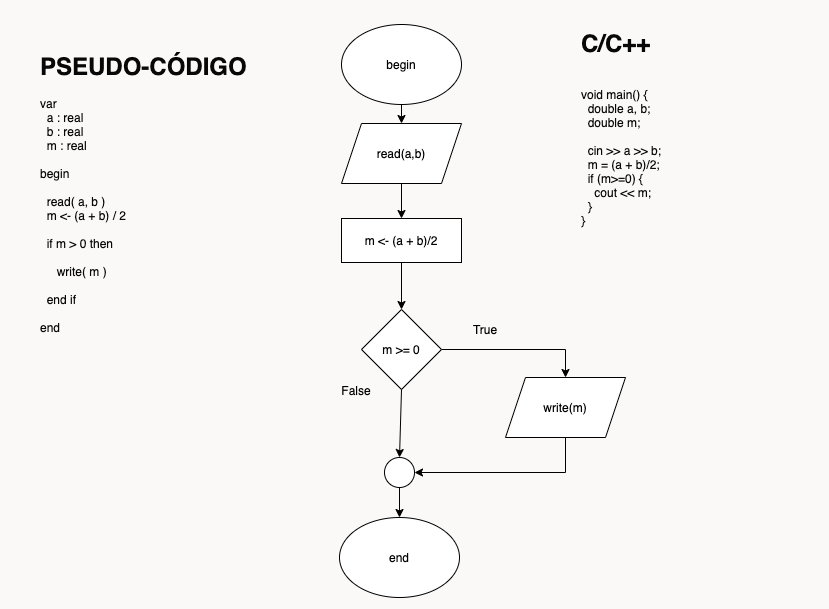 PSEUDO-CÓDIGO
var
a : real
b : real
m : real
begin
read( a, b )
m <- (a + b) / 2
if m > 0 then
write( m )
end if
end
begin
read(a,b)
m <- (a + b)/2
m >= 0
True
False
write(m)
end
C/C++
void main() {
double a, b;
double m;
cin >> a >> b;
m = (a + b)/2;
if (m>=0) {
cout << m;
}
}